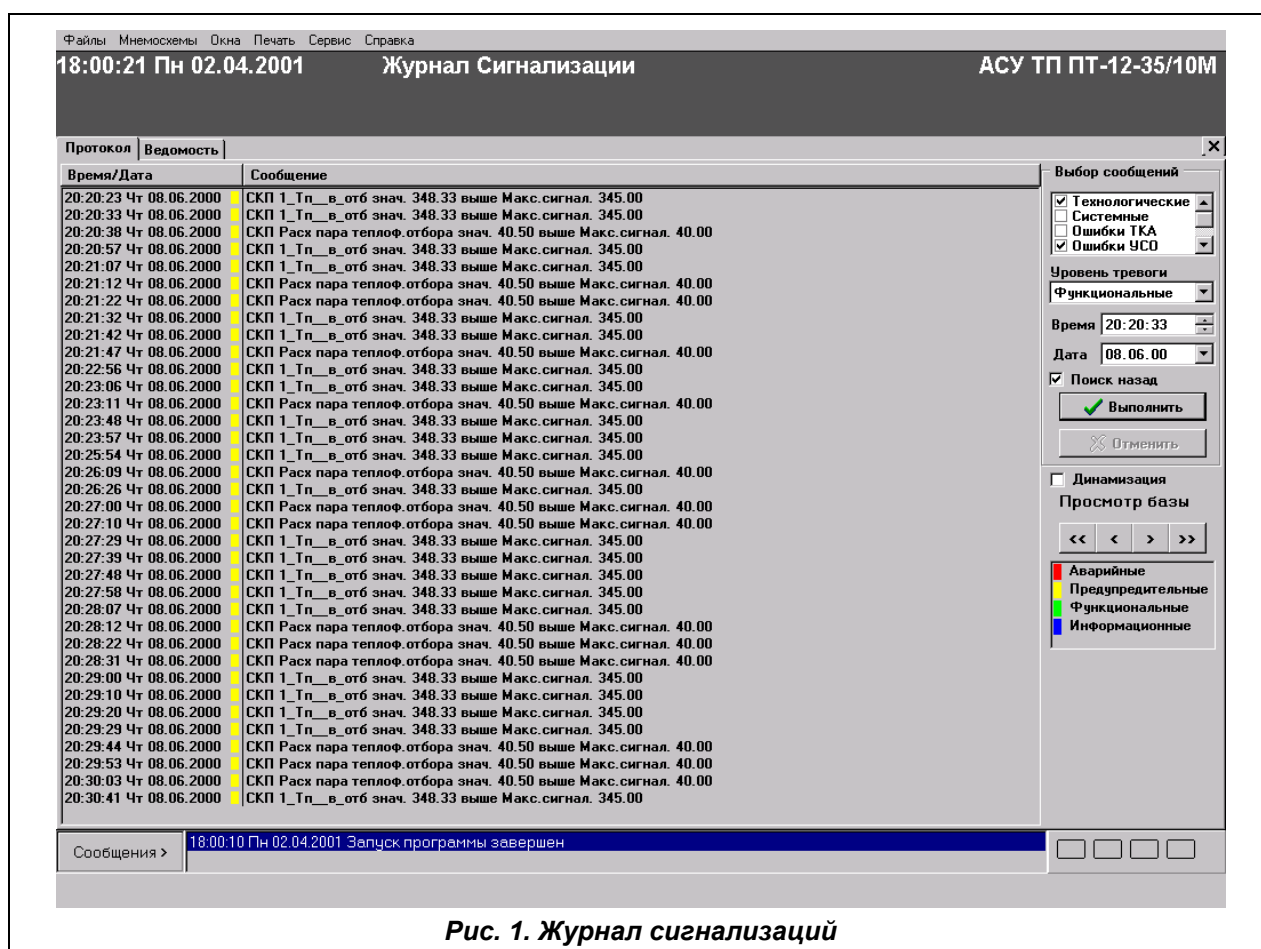 Файлы Мнемосхемы Окна Печать Сервис Справка
18:00:21 Пн 02.04.2001 Журнал Сигнализации АСУ ТП ПТ-12-35/10М
Протокол Ведомость
Время/Дата Сообщение
20:20:23 Чт 08.06.2000 СКП 1_Тп__в_отб знач. 348.33 выше Макс.сигнал. 345.00
20:20:33 Чт 08.06.2000 СКП 1_Тп__в_отб знач. 348.33 выше Макс.сигнал. 345.00
20:20:38 Чт 08.06.2000 СКП Расх пара теплоф.отбора знач. 40.50 выше Макс.сигнал. 40.00
20:20:57 Чт 08.06.2000 СКП 1_Тп__в_отб знач. 348.33 выше Макс.сигнал. 345.00
20:21:07 Чт 08.06.2000 СКП 1_Тп__в_отб знач. 348.33 выше Макс.сигнал. 345.00
20:21:12 Чт 08.06.2000 СКП Расх пара теплоф.отбора знач. 40.50 выше Макс.сигнал. 40.00
20:21:22 Чт 08.06.2000 СКП Расх пара теплоф.отбора знач. 40.50 выше Макс.сигнал. 40.00
20:21:32 Чт 08.06.2000 СКП 1_Тп__в_отб знач. 348.33 выше Макс.сигнал. 345.00
20:21:42 Чт 08.06.2000 СКП 1_Тп__в_отб знач. 348.33 выше Макс.сигнал. 345.00
20:21:47 Чт 08.06.2000 СКП Расх пара теплоф.отбора знач. 40.50 выше Макс.сигнал. 40.00
20:22:56 Чт 08.06.2000 СКП 1_Тп__в_отб знач. 348.33 выше Макс.сигнал. 345.00
20:23:06 Чт 08.06.2000 СКП 1_Тп__в_отб знач. 348.33 выше Макс.сигнал. 345.00
20:23:11 Чт 08.06.2000 СКП Расх пара теплоф.отбора знач. 40.50 выше Макс.сигнал. 40.00
20:23:48 Чт 08.06.2000 СКП 1_Тп__в_отб знач. 348.33 выше Макс.сигнал. 345.00
20:23:57 Чт 08.06.2000 СКП 1_Тп__в_отб знач. 348.33 выше Макс.сигнал. 345.00
20:25:54 Чт 08.06.2000 СКП 1_Тп__в_отб знач. 348.33 выше Макс.сигнал. 345.00
20:26:09 Чт 08.06.2000 СКП Расх пара теплоф.отбора знач. 40.50 выше Макс.сигнал. 40.00
20:26:26 Чт 08.06.2000 СКП 1_Тп__в_отб знач. 348.33 выше Макс.сигнал. 345.00
20:27:00 Чт 08.06.2000 СКП Расх пара теплоф.отбора знач. 40.50 выше Макс.сигнал. 40.00
20:27:10 Чт 08.06.2000 СКП Расх пара теплоф.отбора знач. 40.50 выше Макс.сигнал. 40.00
20:27:29 Чт 08.06.2000 СКП 1_Тп__в_отб знач. 348.33 выше Макс.сигнал. 345.00
20:27:39 Чт 08.06.2000 СКП 1_Тп__в_отб знач. 348.33 выше Макс.сигнал. 345.00
20:27:48 Чт 08.06.2000 СКП 1_Тп__в_отб знач. 348.33 выше Макс.сигнал. 345.00
20:27:58 Чт 08.06.2000 СКП 1_Тп__в_отб знач. 348.33 выше Макс.сигнал. 345.00
20:28:07 Чт 08.06.2000 СКП 1_Тп__в_отб знач. 348.33 выше Макс.сигнал. 345.00
20:28:12 Чт 08.06.2000 СКП Расх пара теплоф.отбора знач. 40.50 выше Макс.сигнал. 40.00
20:28:22 Чт 08.06.2000 СКП Расх пара теплоф.отбора знач. 40.50 выше Макс.сигнал. 40.00
20:28:31 Чт 08.06.2000 СКП Расх пара теплоф.отбора знач. 40.50 выше Макс.сигнал. 40.00
20:29:00 Чт 08.06.2000 СКП 1_Тп__в_отб знач. 348.33 выше Макс.сигнал. 345.00
20:29:10 Чт 08.06.2000 СКП 1_Тп__в_отб знач. 348.33 выше Макс.сигнал. 345.00
20:29:20 Чт 08.06.2000 СКП 1_Тп__в_отб знач. 348.33 выше Макс.сигнал. 345.00
20:29:29 Чт 08.06.2000 СКП 1_Тп__в_отб знач. 348.33 выше Макс.сигнал. 345.00
20:29:44 Чт 08.06.2000 СКП Расх пара теплоф.отбора знач. 40.50 выше Макс.сигнал. 40.00
20:29:53 Чт 08.06.2000 СКП Расх пара теплоф.отбора знач. 40.50 выше Макс.сигнал. 40.00
20:30:03 Чт 08.06.2000 СКП Расх пара теплоф.отбора знач. 40.50 выше Макс.сигнал. 40.00
20:30:41 Чт 08.06.2000 СКП 1_Тп__в_отб знач. 348.33 выше Макс.сигнал. 345.00
Выбор сообщений
Технологические
Системные
Ошибки ТКА
Ошибки УСО
Уровень тревоги
Функциональные
Время 20:20:33
Дата 08.06.00
Поиск назад
Выполнить
Отменить
Динамизация
Просмотр базы
<< < > >>
Аварийные
Предупредительные
Функциональные
Информационные
Сообщения > 18:00:10 Пн 02.04.2001 Запуск программы завершен
Рис. 1. Журнал сигнализаций